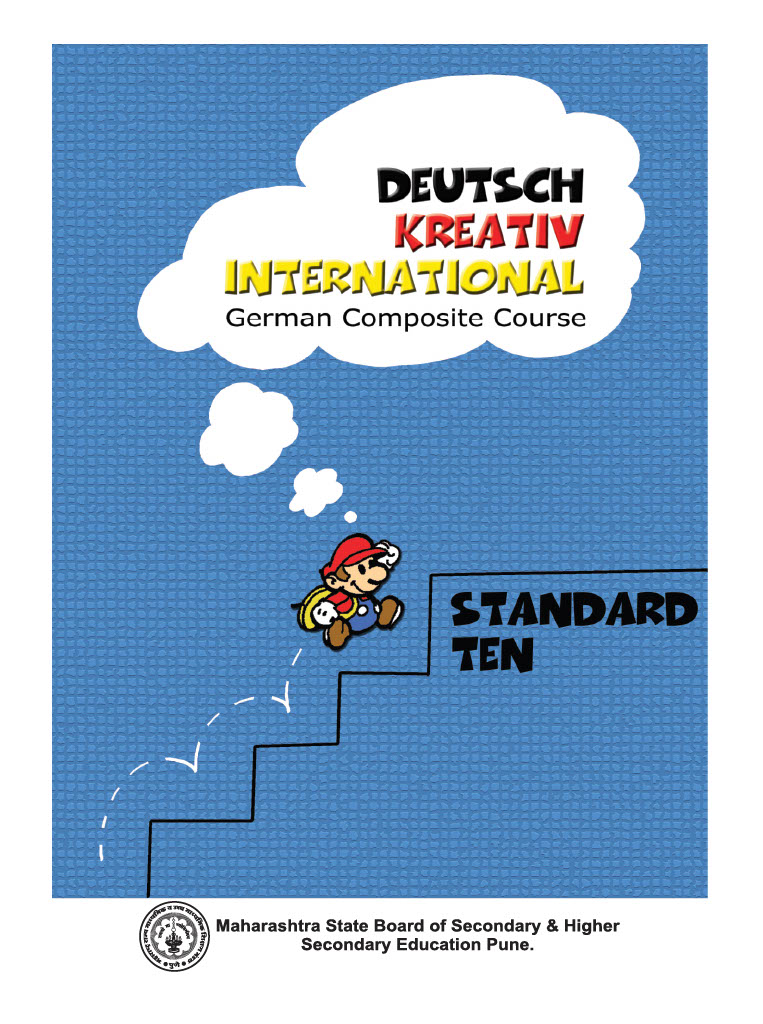 DEUTSCH
KREATIV
INTERNATIONAL
German Composite Course
STANDARD
TEN
Maharashtra State Board of Secondary & Higher
Secondary Education Pune.
पुणे